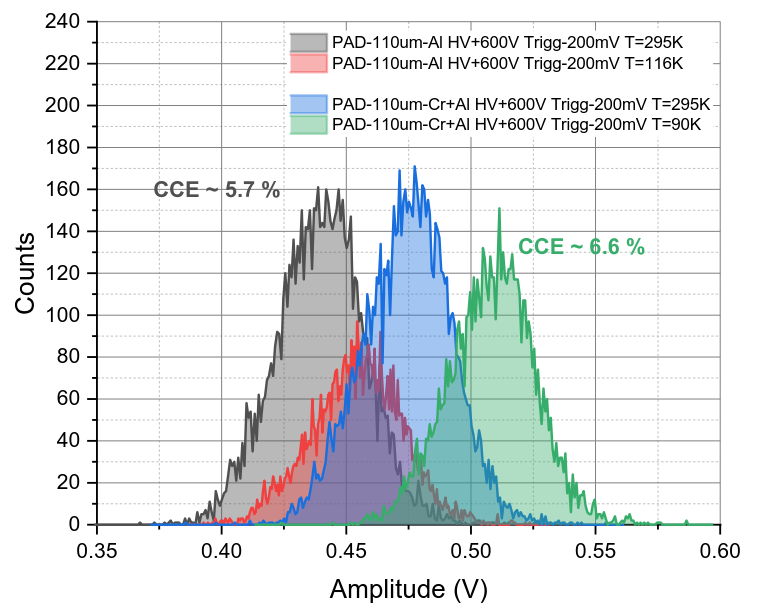 240
220
200
180
160
140
120
100
80
60
40
20
0
Counts
PAD-110um-Al HV+600V Trigg-200mV T=295K
PAD-110um-Al HV+600V Trigg-200mV T=116K
PAD-110um-Cr+Al HV+600V Trigg-200mV T=295K
PAD-110um-Cr+Al HV+600V Trigg-200mV T=90K
CCE ~ 5.7 %
CCE ~ 6.6 %
0.35 0.40 0.45 0.50 0.55 0.60
Amplitude (V)